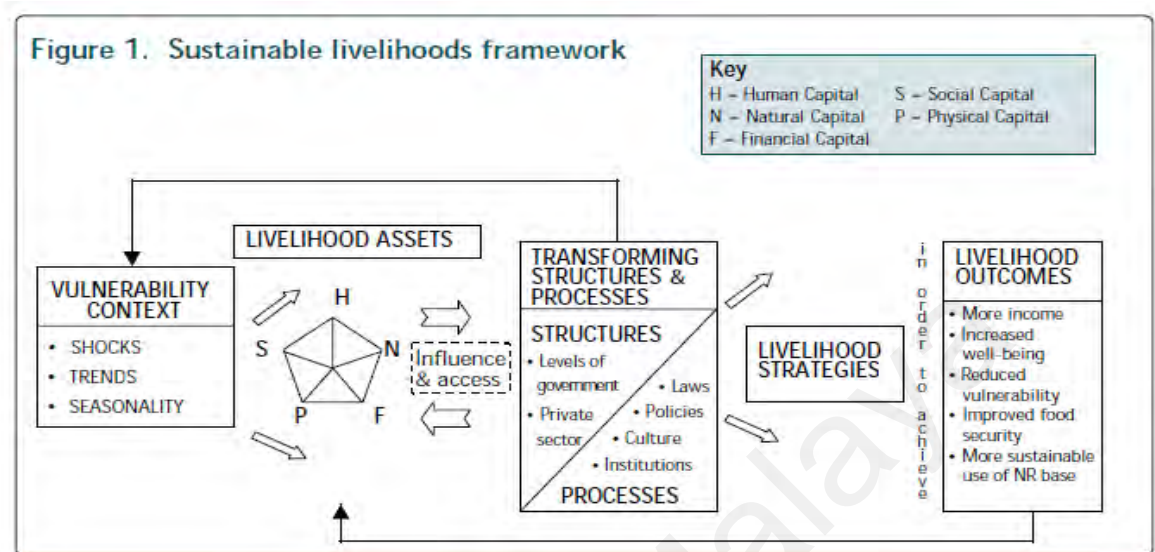 Figure 1. Sustainable livelihoods framework
Key
H – Human Capital S – Social Capital
N – Natural Capital P – Physical Capital
F – Financial Capital
LIVELIHOOD ASSETS
VULNERABILITY
CONTEXT
• SHOCKS
• TRENDS
• SEASONALITY
H
S
N
P
F
Influence
& access
TRANSFORMING
STRUCTURES &
PROCESSES
STRUCTURES
• Levels of
government
• Private
sector
• Laws
• Policies
• Culture
• Institutions
PROCESSES
LIVELIHOOD
STRATEGIES
in order to achieve
LIVELIHOOD
OUTCOMES
• More income
• Increased
well-being
• Reduced
vulnerability
• Improved food
security
• More sustainable
use of NR base